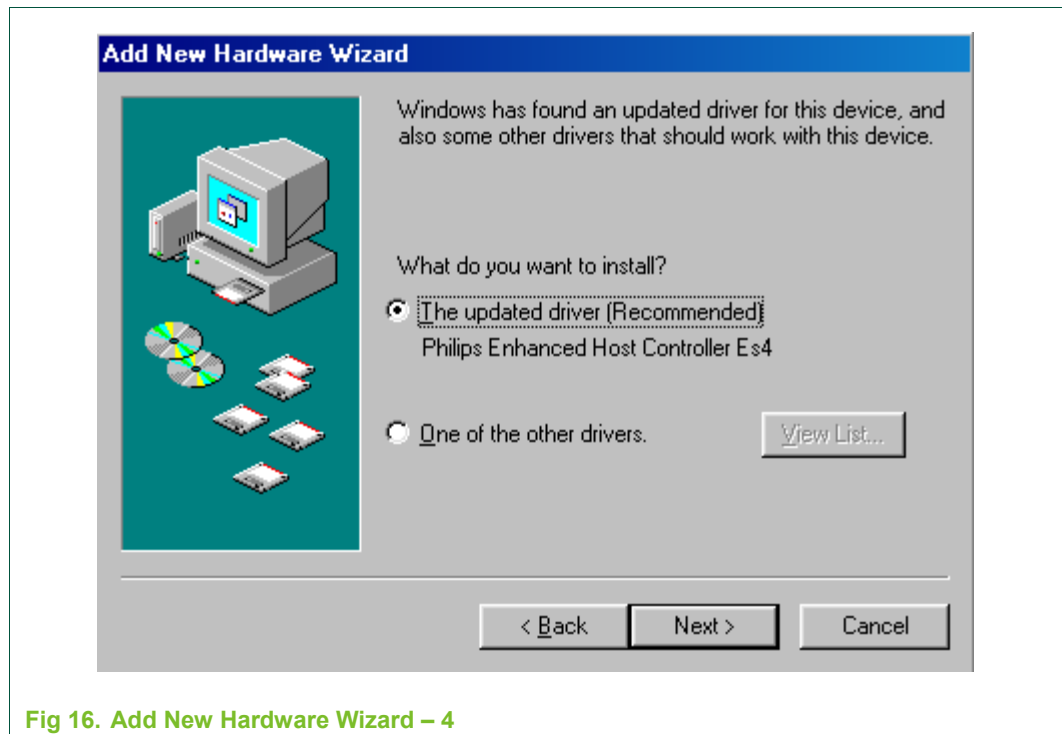 Add New Hardware Wizard
Windows has found an updated driver for this device, and
also some other drivers that should work with this device.
What do you want to install?
The updated driver (Recommended)
Philips Enhanced Host Controller Es4
One of the other drivers.
View List...
< Back
Next >
Cancel
Fig 16. Add New Hardware Wizard – 4